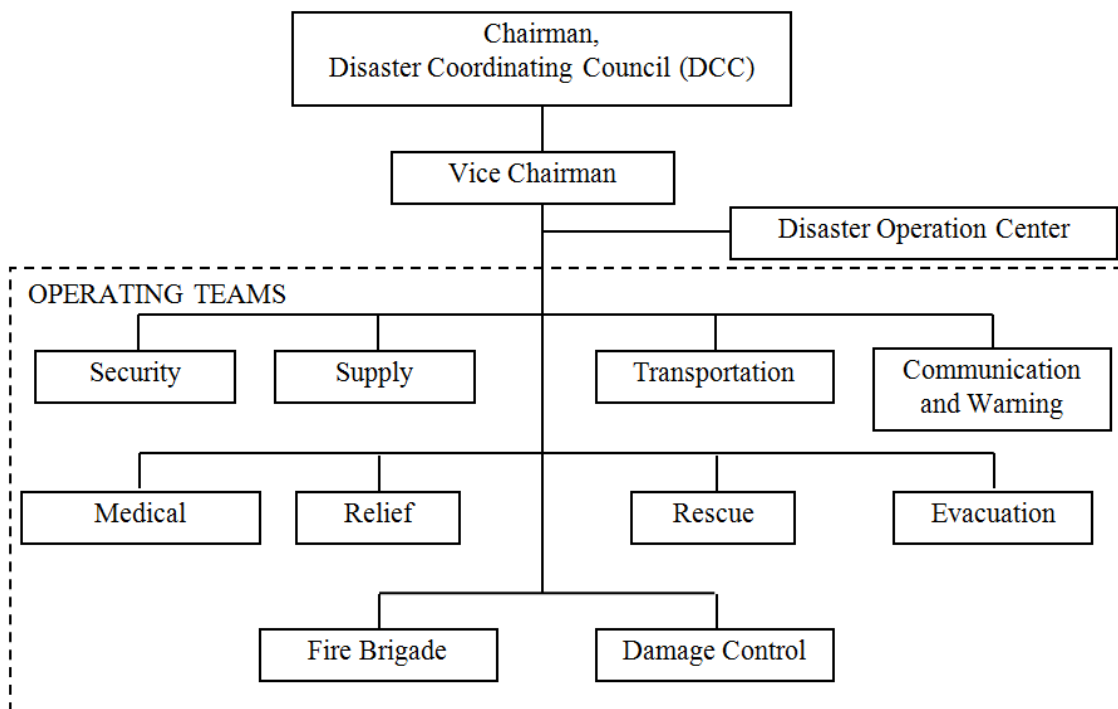 Chairman,
Disaster Coordinating Council (DCC)
Vice Chairman
Disaster Operation Center
OPERATING TEAMS
Security
Supply
Transportation
Communication
and Warning
Medical
Relief
Rescue
Evacuation
Fire Brigade
Damage Control